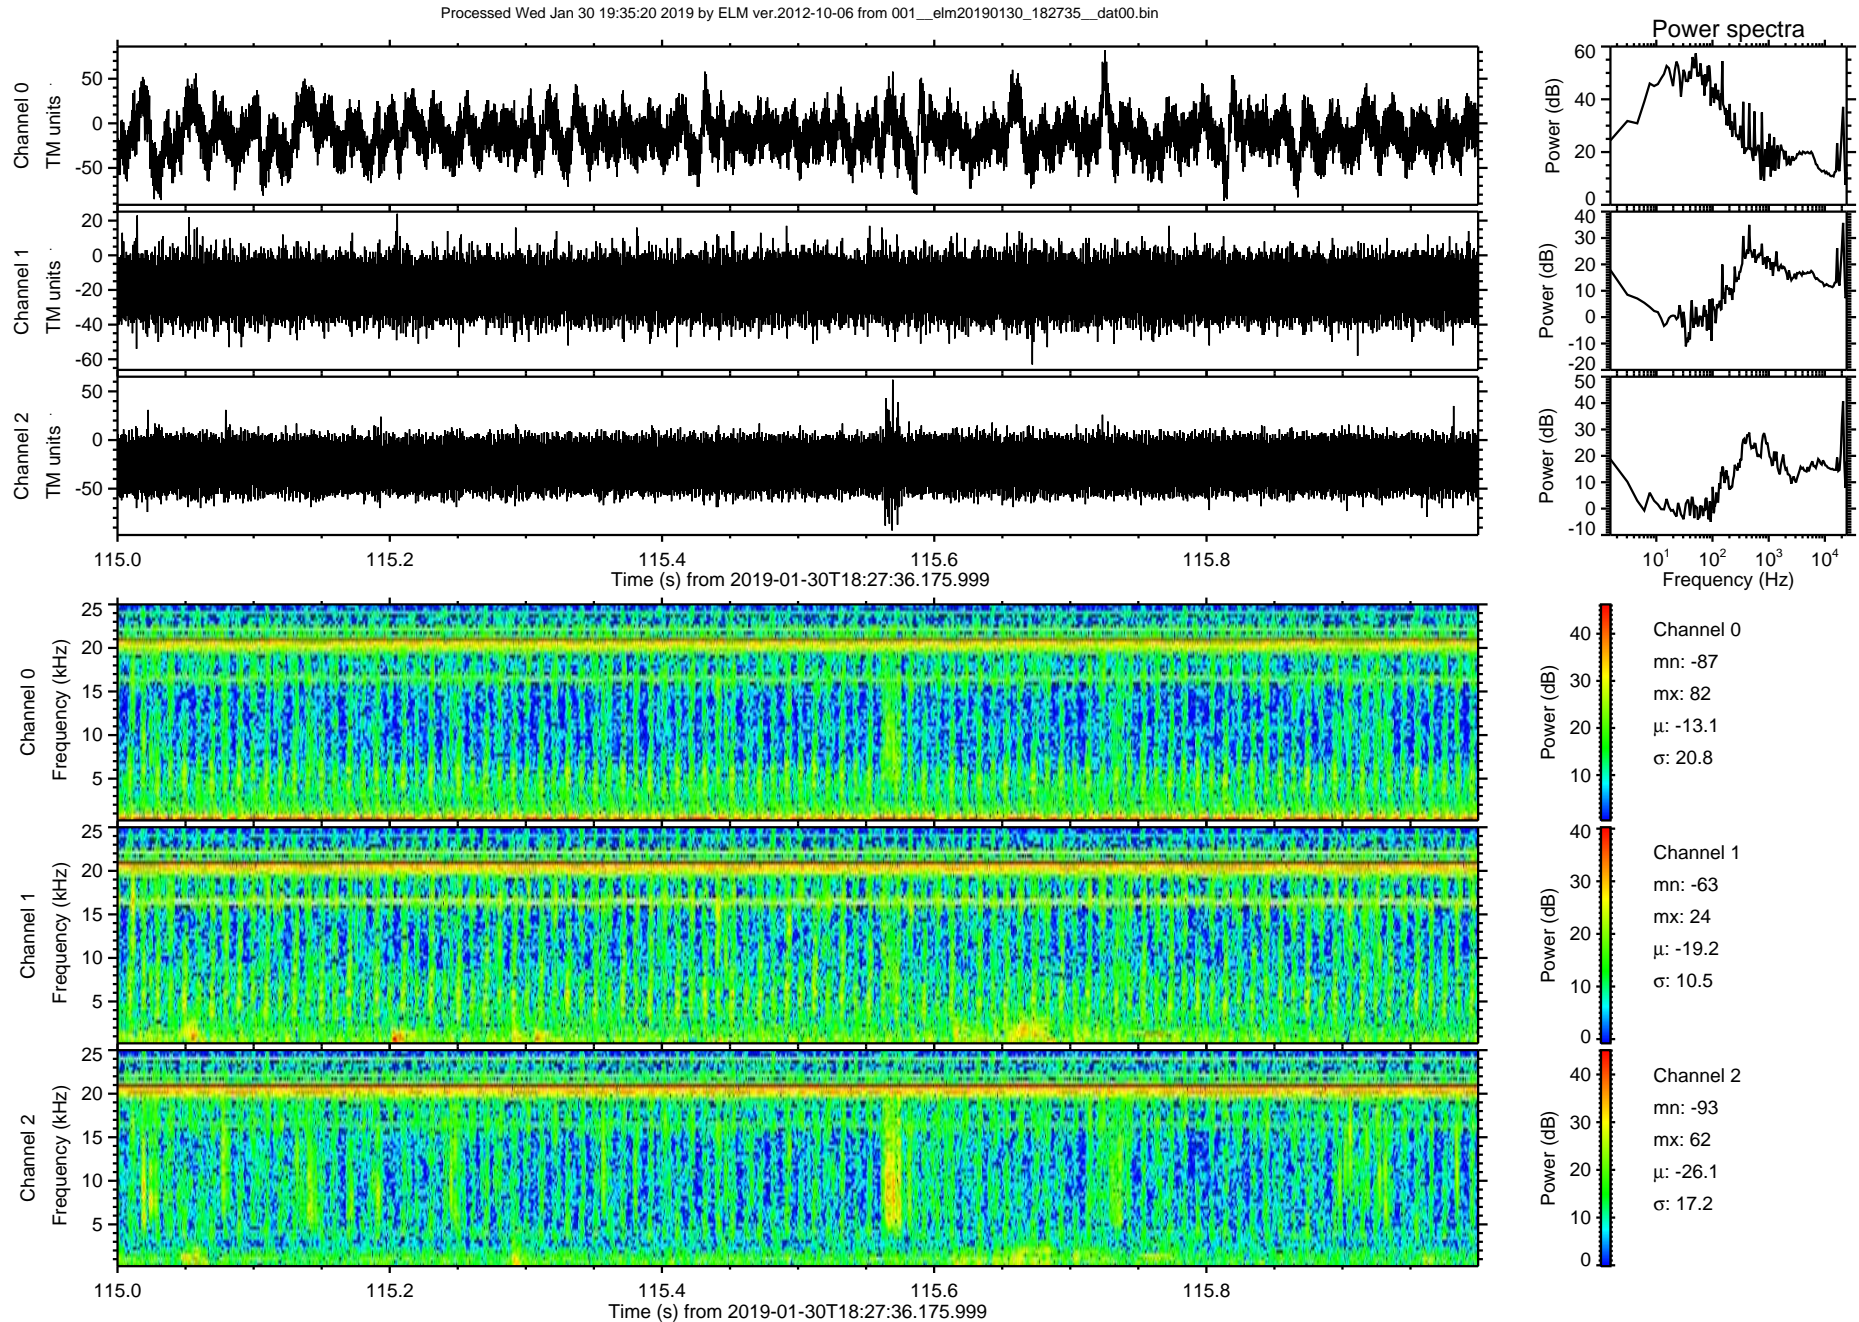 Processed Wed Jan 30 19:35:20 2019 by ELM ver.2012-10-06 from 001__elm20190130_182735__dat00.bin
Power spectra
Channel 0
TM units
50
0
-50
Power (dB)
60
40
20
0
Channel 1
TM units
20
0
-20
-40
-60
Power (dB)
40
30
20
10
0
-10
-20
Channel 2
TM units
50
0
-50
Power (dB)
50
40
30
20
10
0
-10
115.0 115.2 115.4 115.6 115.8
Time (s) from 2019-01-30T18:27:36.175.999
10^1 10^2 10^3 10^4
Frequency (Hz)
Channel 0
Frequency (kHz)
25
20
15
10
5
Power (dB)
40
30
20
10
Channel 0
mn: -87
mx: 82
µ: -13.1
σ: 20.8
Channel 1
Frequency (kHz)
25
20
15
10
5
Power (dB)
40
30
20
10
0
Channel 1
mn: -63
mx: 24
µ: -19.2
σ: 10.5
Channel 2
Frequency (kHz)
25
20
15
10
5
Power (dB)
40
30
20
10
0
Channel 2
mn: -93
mx: 62
µ: -26.1
σ: 17.2
115.0 115.2 115.4 115.6 115.8
Time (s) from 2019-01-30T18:27:36.175.999